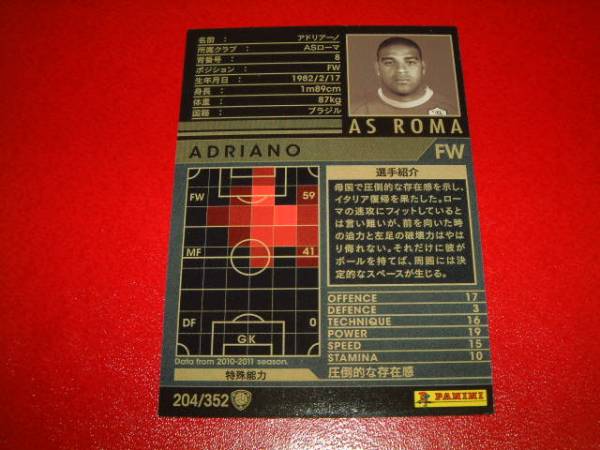 名前 : アドリアーノ
所属クラブ : ASローマ
背番号 : 8
ポジション : FW
生年月日 : 1982/2/17
身長 : 1m89cm
体重 : 87kg
国籍 : ブラジル
AS ROMA
ADRIANO
FW
FW 59
MF 41
DF 0
GK
Data from 2010-2011 season.
選手紹介
母国で圧倒的な存在感を示し、
イタリア復帰を果たした。ロー
マの速攻にフィットしていると
は言い難いが、前を向いた時
の迫力と左足の破壊力はやは
り侮れない。それだけに彼が
ボールを持てば、周囲には決
定的なスペースが生じる。
OFFENCE 17
DEFENCE 3
TECHNIQUE 16
POWER 19
SPEED 15
STAMINA 10
特殊能力
圧倒的な存在感
204/352
PANINI